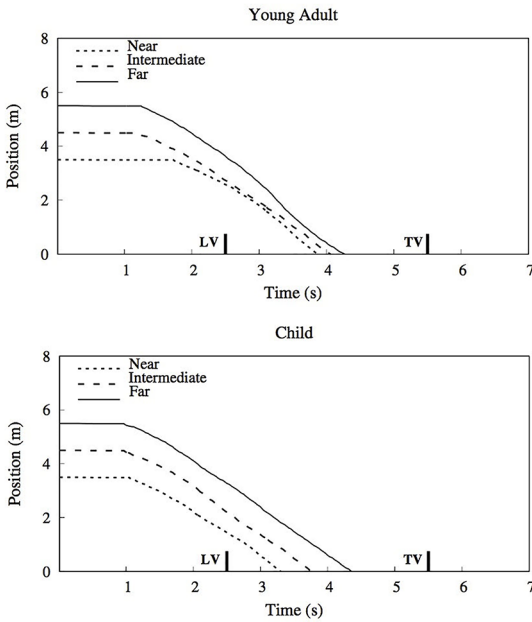 Young Adult
8
Near
Intermediate
Far
6
Position (m)
4
2
LV
TV
0
1
2
3
4
5
6
7
Time (s)
Child
8
Near
Intermediate
Far
6
Position (m)
4
2
LV
TV
0
1
2
3
4
5
6
7
Time (s)